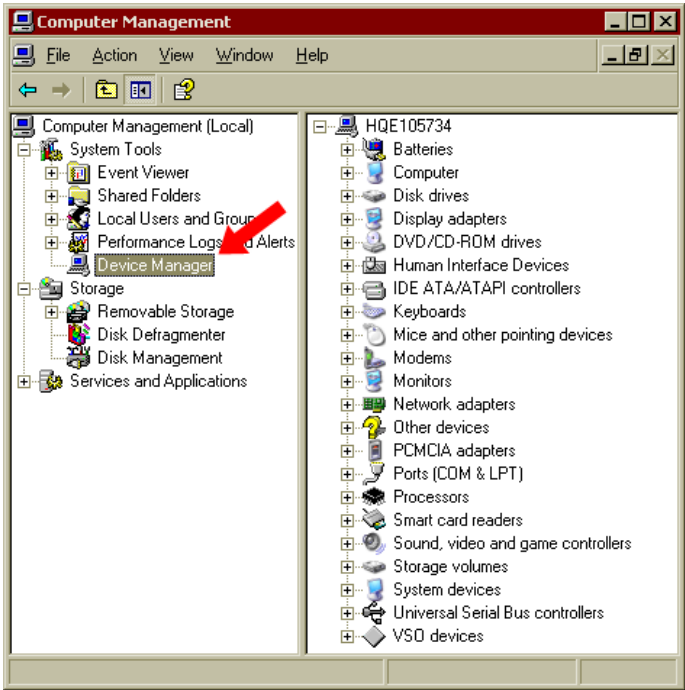 Computer Management
File Action View Window Help
Computer Management (Local)
System Tools
Event Viewer
Shared Folders
Local Users and Group
Performance Logs d Alerts
Device Manager
Storage
Removable Storage
Disk Defragmenter
Disk Management
Services and Applications
HQE105734
Batteries
Computer
Disk drives
Display adapters
DVD/CD-ROM drives
Human Interface Devices
IDE ATA/ATAPI controllers
Keyboards
Mice and other pointing devices
Modems
Monitors
Network adapters
Other devices
PCMCIA adapters
Ports (COM & LPT)
Processors
Smart card readers
Sound, video and game controllers
Storage volumes
System devices
Universal Serial Bus controllers
VSO devices